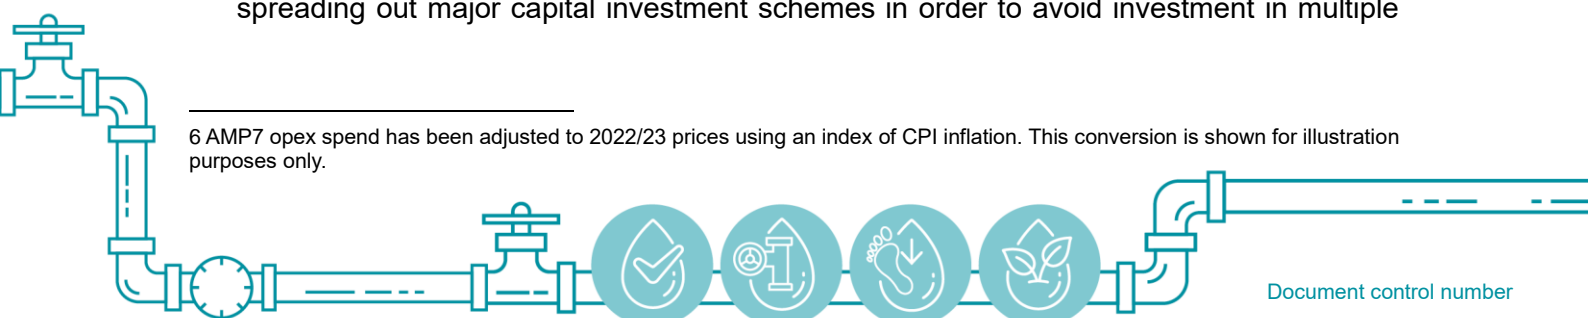 spreading out major capital investment schemes in order to avoid investment in multiple
6 AMP7 opex spend has been adjusted to 2022/23 prices using an index of CPI inflation. This conversion is shown for illustration
purposes only.
Document control number